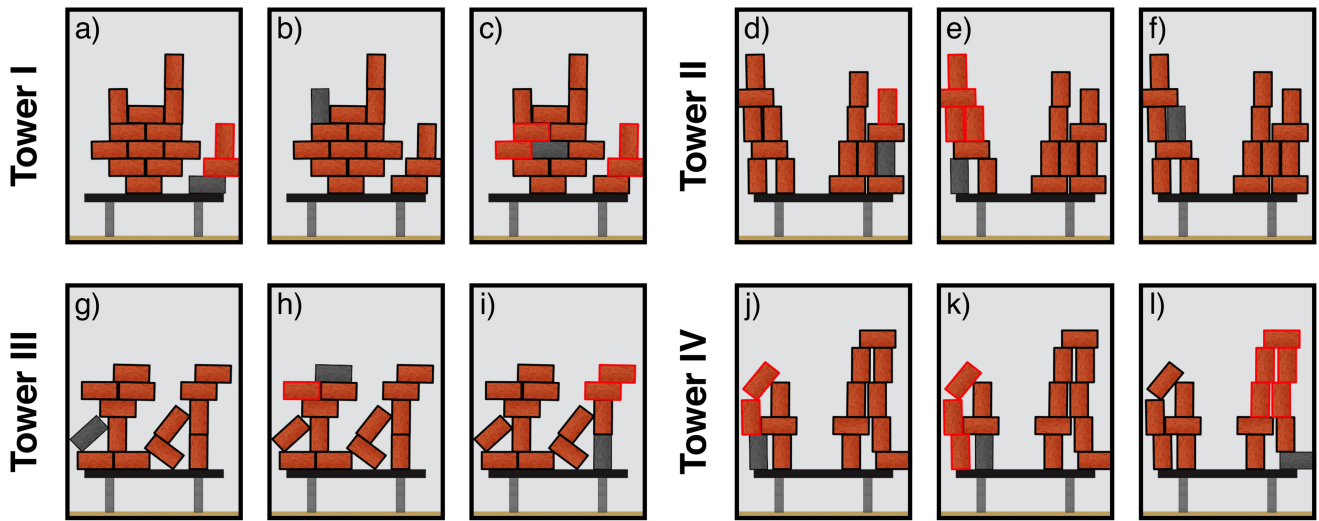 Tower I
a)
b)
c)
Tower II
d)
e)
f)
Tower III
g)
h)
i)
Tower IV
j)
k)
l)